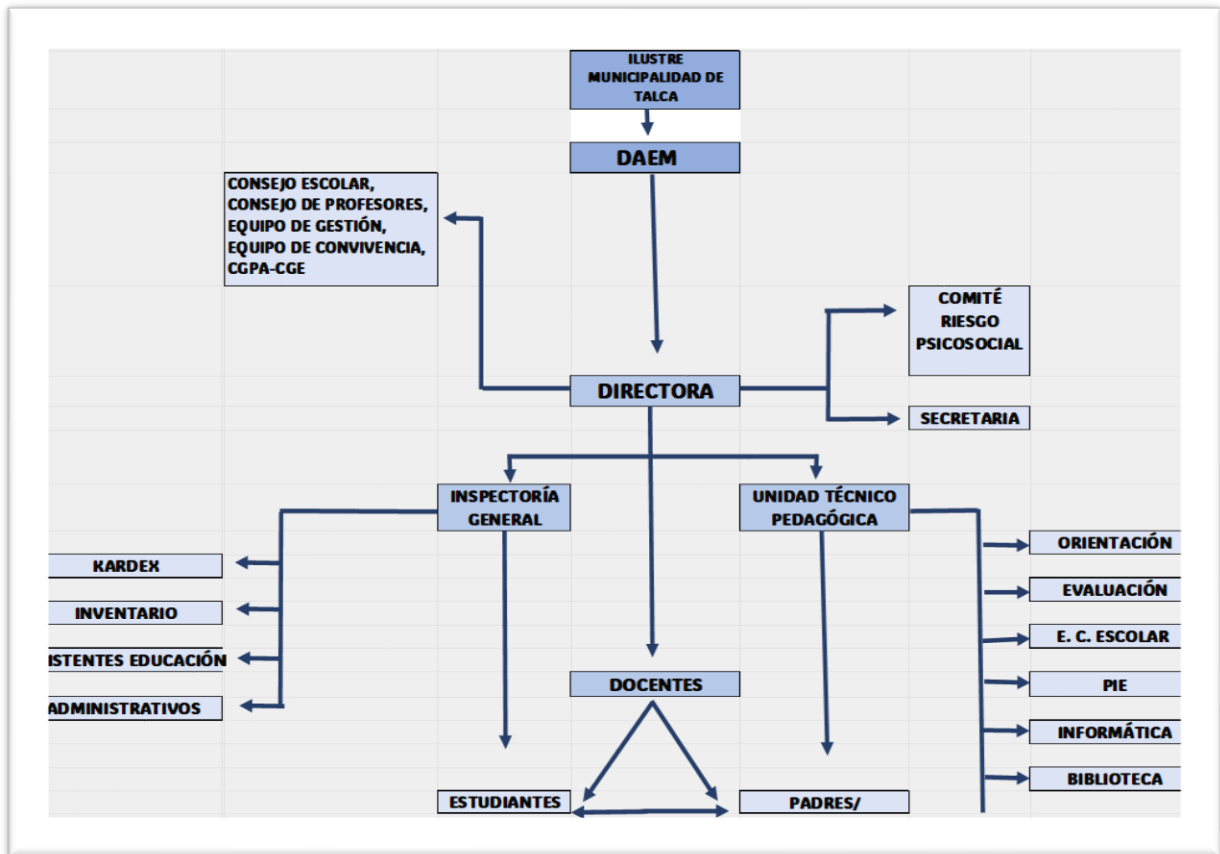 ILUSTRE
MUNICIPALIDAD DE
TALCA
DAEM
CONSEJO ESCOLAR,
CONSEJO DE PROFESORES,
EQUIPO DE GESTIÓN,
EQUIPO DE CONVIVENCIA,
CGPA-CGE
COMITÉ
RIESGO
PSICOSOCIAL
DIRECTORA
SECRETARIA
INSPECTORÍA
GENERAL
UNIDAD TÉCNICO
PEDAGÓGICA
KARDEX
INVENTARIO
ISTENTES EDUCACIÓN
ADMINISTRATIVOS
ORIENTACIÓN
EVALUACIÓN
E. C. ESCOLAR
PIE
INFORMÁTICA
BIBLIOTECA
DOCENTES
ESTUDIANTES
PADRES/